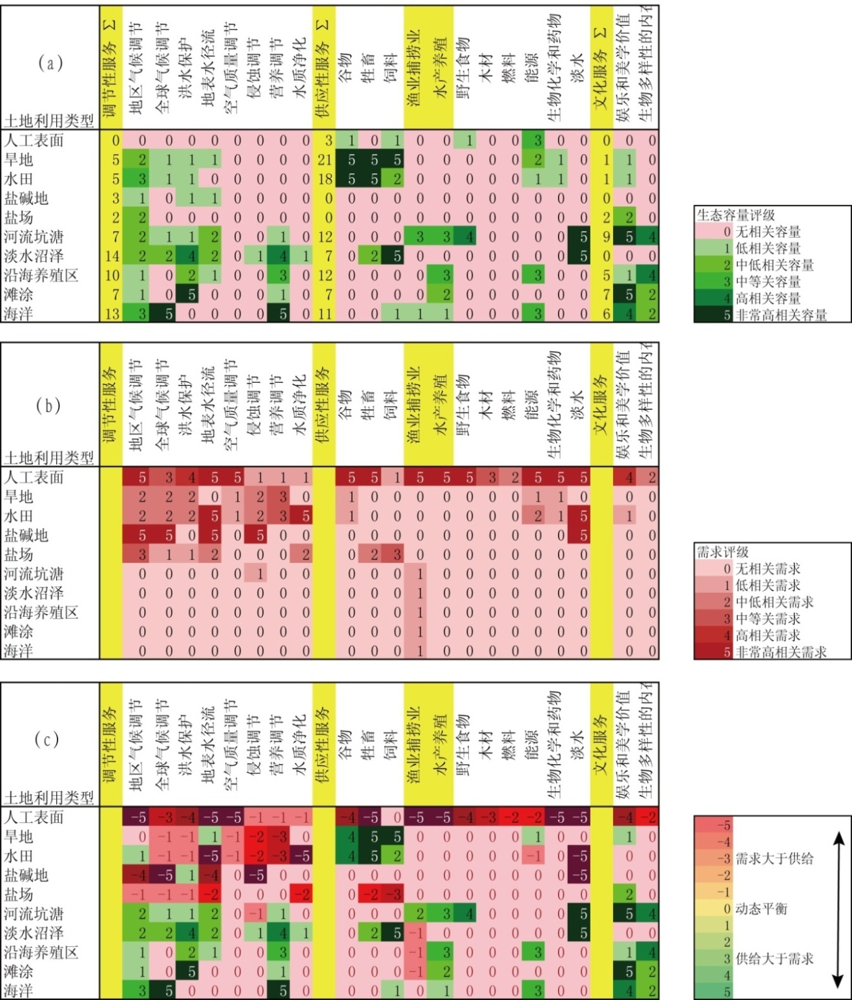 (a)
土地利用类型 调节性服务 Σ 地区气候调节 全球气候调节 洪水保护 地表水径流 空气质量调节 侵蚀调节 营养调节 水质净化 供应性服务 Σ 谷物 牲畜 饲料 渔业捕捞业 水产养殖 野生食物 木材 燃料 能源 生物化学和药物 淡水 文化服务 Σ 娱乐和美学价值 生物多样性的内在
人工表面 0 0 0 0 0 0 0 0 0 3 1 0 1 0 0 1 0 0 3 0 0 0 0 0
旱地 5 2 1 1 1 0 0 0 0 21 5 5 5 0 0 0 0 0 2 1 0 1 1 0
水田 5 3 1 1 0 0 0 0 0 18 5 5 2 0 0 0 0 0 1 1 0 1 1 0
盐碱地 3 1 0 1 1 0 0 0 0 0 0 0 0 0 0 0 0 0 0 0 0 0 0 0
盐场 2 2 0 0 0 0 0 0 0 0 0 0 0 0 0 0 0 0 0 0 0 2 2 0
河流坑塘 7 2 1 1 2 0 0 1 0 12 0 0 0 3 3 4 0 0 0 0 5 9 5 4
淡水沼泽 14 2 2 4 2 0 1 4 1 7 0 2 5 0 0 0 0 0 0 0 5 0 0 0
沿海养殖区 10 1 0 2 1 0 0 3 0 12 0 0 0 0 3 0 0 0 3 0 0 5 1 4
滩涂 7 1 0 5 0 0 0 1 0 7 0 0 0 0 2 0 0 0 0 0 0 7 5 2
海洋 13 3 5 0 0 0 0 5 0 11 0 0 1 1 1 0 0 0 3 0 0 6 4 2
生态容量评级
0 无相关容量
1 低相关容量
2 中低相关容量
3 中等关容量
4 高相关容量
5 非常高相关容量
(b)
土地利用类型 调节性服务 地区气候调节 全球气候调节 洪水保护 地表水径流 空气质量调节 侵蚀调节 营养调节 水质净化 供应性服务 谷物 牲畜 饲料 渔业捕捞业 水产养殖 野生食物 木材 燃料 能源 生物化学和药物 淡水 文化服务 娱乐和美学价值 生物多样性的内在
人工表面 5 3 4 5 5 1 1 1 5 5 1 5 5 5 3 2 5 5 5 4 2
旱地 2 2 2 0 1 2 3 0 1 0 0 0 0 0 0 0 1 1 0 0 0
水田 2 2 2 5 1 2 3 5 1 0 0 0 0 0 0 0 2 1 5 1 0
盐碱地 5 5 0 5 0 5 0 0 0 0 0 0 0 0 0 0 0 0 5 0 0
盐场 3 1 1 2 0 0 0 2 0 2 3 0 0 0 0 0 0 0 0 0 0
河流坑塘 0 0 0 0 0 1 0 0 0 0 0 1 0 0 0 0 0 0 0 0 0
淡水沼泽 0 0 0 0 0 0 0 0 0 0 0 1 0 0 0 0 0 0 0 0 0
沿海养殖区 0 0 0 0 0 0 0 0 0 0 0 1 0 0 0 0 0 0 0 0 0
滩涂 0 0 0 0 0 0 0 0 0 0 0 1 0 0 0 0 0 0 0 0 0
海洋 0 0 0 0 0 0 0 0 0 0 0 1 0 0 0 0 0 0 0 0 0
需求评级
0 无相关需求
1 低相关需求
2 中低相关需求
3 中等关需求
4 高相关需求
5 非常高相关需求
(c)
土地利用类型 调节性服务 地区气候调节 全球气候调节 洪水保护 地表水径流 空气质量调节 侵蚀调节 营养调节 水质净化 供应性服务 谷物 牲畜 饲料 渔业捕捞业 水产养殖 野生食物 木材 燃料 能源 生物化学和药物 淡水 文化服务 娱乐和美学价值 生物多样性的内在
人工表面 -5 -3 -4 -5 -5 -1 -1 -1 -4 -5 0 -5 -5 -4 -3 -2 -2 -5 -5 -4 -2
旱地 0 -1 -1 1 -1 -2 -3 0 4 5 5 0 0 0 0 0 1 0 0 1 0
水田 1 -1 -1 -5 -1 -2 -3 -5 4 5 2 0 0 0 0 0 -1 0 -5 0 0
盐碱地 -4 -5 1 -4 0 -5 0 0 0 0 0 0 0 0 0 0 0 0 -5 0 0
盐场 -1 -1 -1 -2 0 0 0 -2 0 -2 -3 0 0 0 0 0 0 0 0 2 0
河流坑塘 2 1 1 2 0 -1 1 0 0 0 0 2 3 4 0 0 0 0 5 5 4
淡水沼泽 2 2 4 2 0 1 4 1 0 2 5 -1 0 0 0 0 0 0 5 0 0
沿海养殖区 1 0 2 1 0 0 3 0 0 0 0 -1 3 0 0 0 3 0 0 1 4
滩涂 1 0 5 0 0 0 1 0 0 0 0 -1 2 0 0 0 0 0 0 5 2
海洋 3 5 0 0 0 0 5 0 0 0 1 0 1 0 0 0 3 0 0 4 2
-5
-4
-3 需求大于供给
-2
-1
0 动态平衡
1
2
3 供给大于需求
4
5